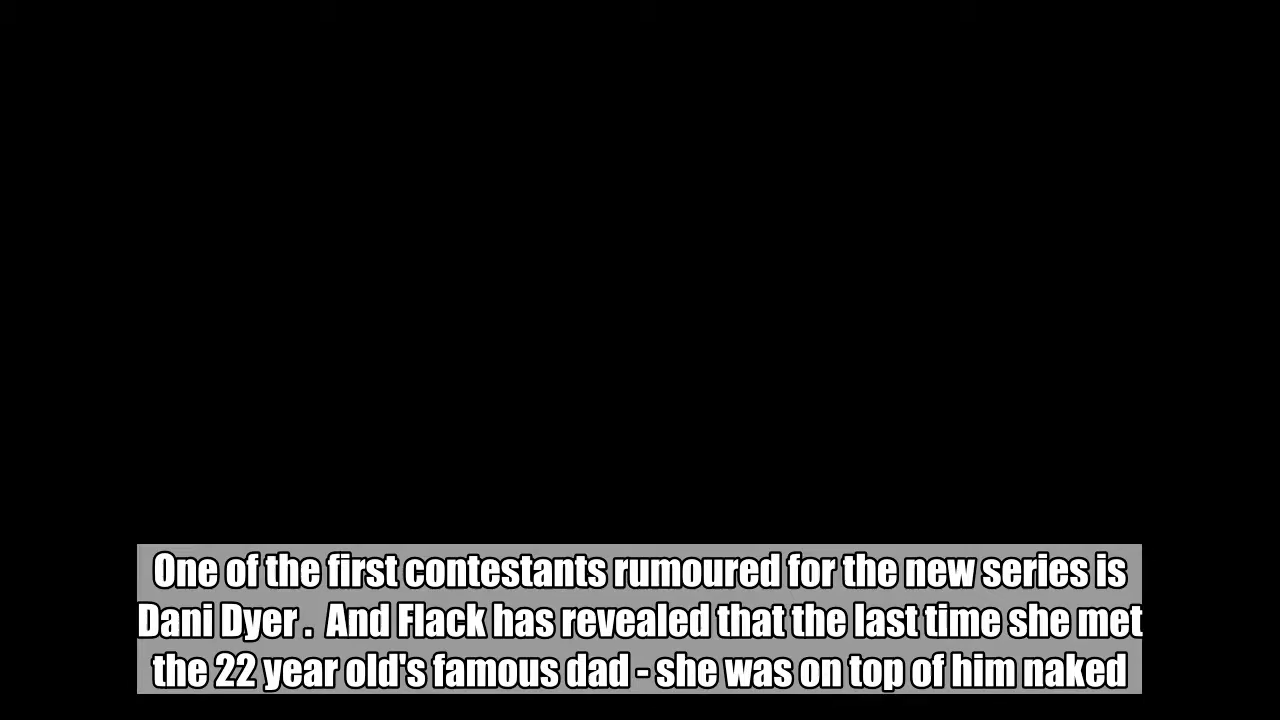 One of the first contestants rumoured for the new series is
Dani Dyer .  And Flack has revealed that the last time she met
the 22 year old's famous dad - she was on top of him naked